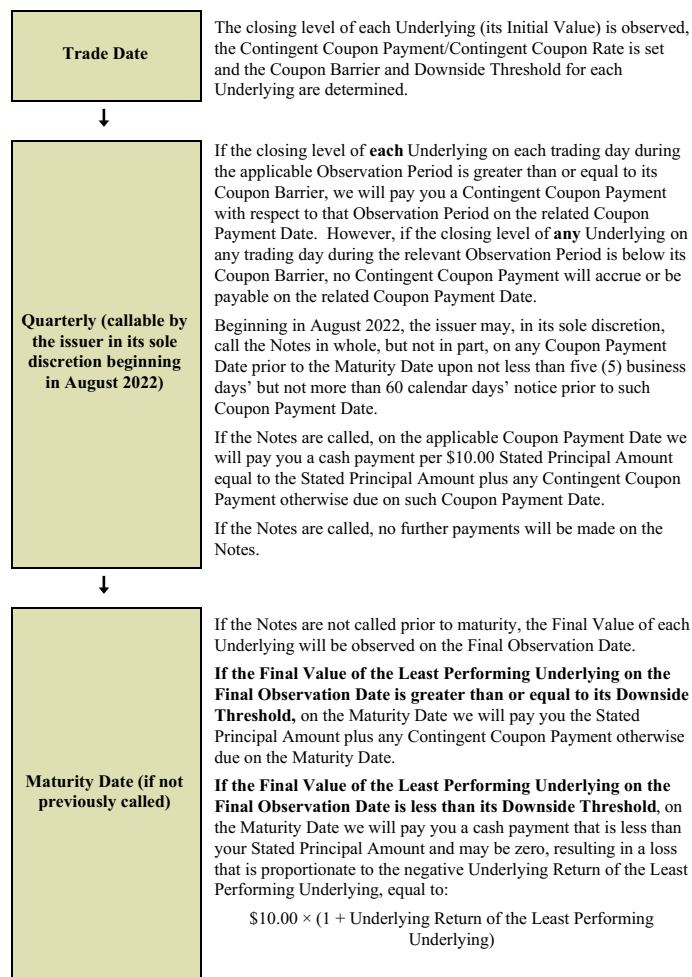 Trade Date
The closing level of each Underlying (its Initial Value) is observed,
the Contingent Coupon Payment/Contingent Coupon Rate is set
and the Coupon Barrier and Downside Threshold for each
Underlying are determined.
Quarterly (callable by
the issuer in its sole
discretion beginning
in August 2022)
If the closing level of each Underlying on each trading day during
the applicable Observation Period is greater than or equal to its
Coupon Barrier, we will pay you a Contingent Coupon Payment
with respect to that Observation Period on the related Coupon
Payment Date. However, if the closing level of any Underlying on
any trading day during the relevant Observation Period is below its
Coupon Barrier, no Contingent Coupon Payment will accrue or be
payable on the related Coupon Payment Date.
Beginning in August 2022, the issuer may, in its sole discretion,
call the Notes in whole, but not in part, on any Coupon Payment
Date prior to the Maturity Date upon not less than five (5) business
days’ but not more than 60 calendar days’ notice prior to such
Coupon Payment Date.
If the Notes are called, on the applicable Coupon Payment Date we
will pay you a cash payment per $10.00 Stated Principal Amount
equal to the Stated Principal Amount plus any Contingent Coupon
Payment otherwise due on such Coupon Payment Date.
If the Notes are called, no further payments will be made on the
Notes.
Maturity Date (if not
previously called)
If the Notes are not called prior to maturity, the Final Value of each
Underlying will be observed on the Final Observation Date.
If the Final Value of the Least Performing Underlying on the
Final Observation Date is greater than or equal to its Downside
Threshold, on the Maturity Date we will pay you the Stated
Principal Amount plus any Contingent Coupon Payment otherwise
due on the Maturity Date.
If the Final Value of the Least Performing Underlying on the
Final Observation Date is less than its Downside Threshold, on
the Maturity Date we will pay you a cash payment that is less than
your Stated Principal Amount and may be zero, resulting in a loss
that is proportionate to the negative Underlying Return of the Least
Performing Underlying, equal to:
$10.00 × (1 + Underlying Return of the Least Performing
Underlying)